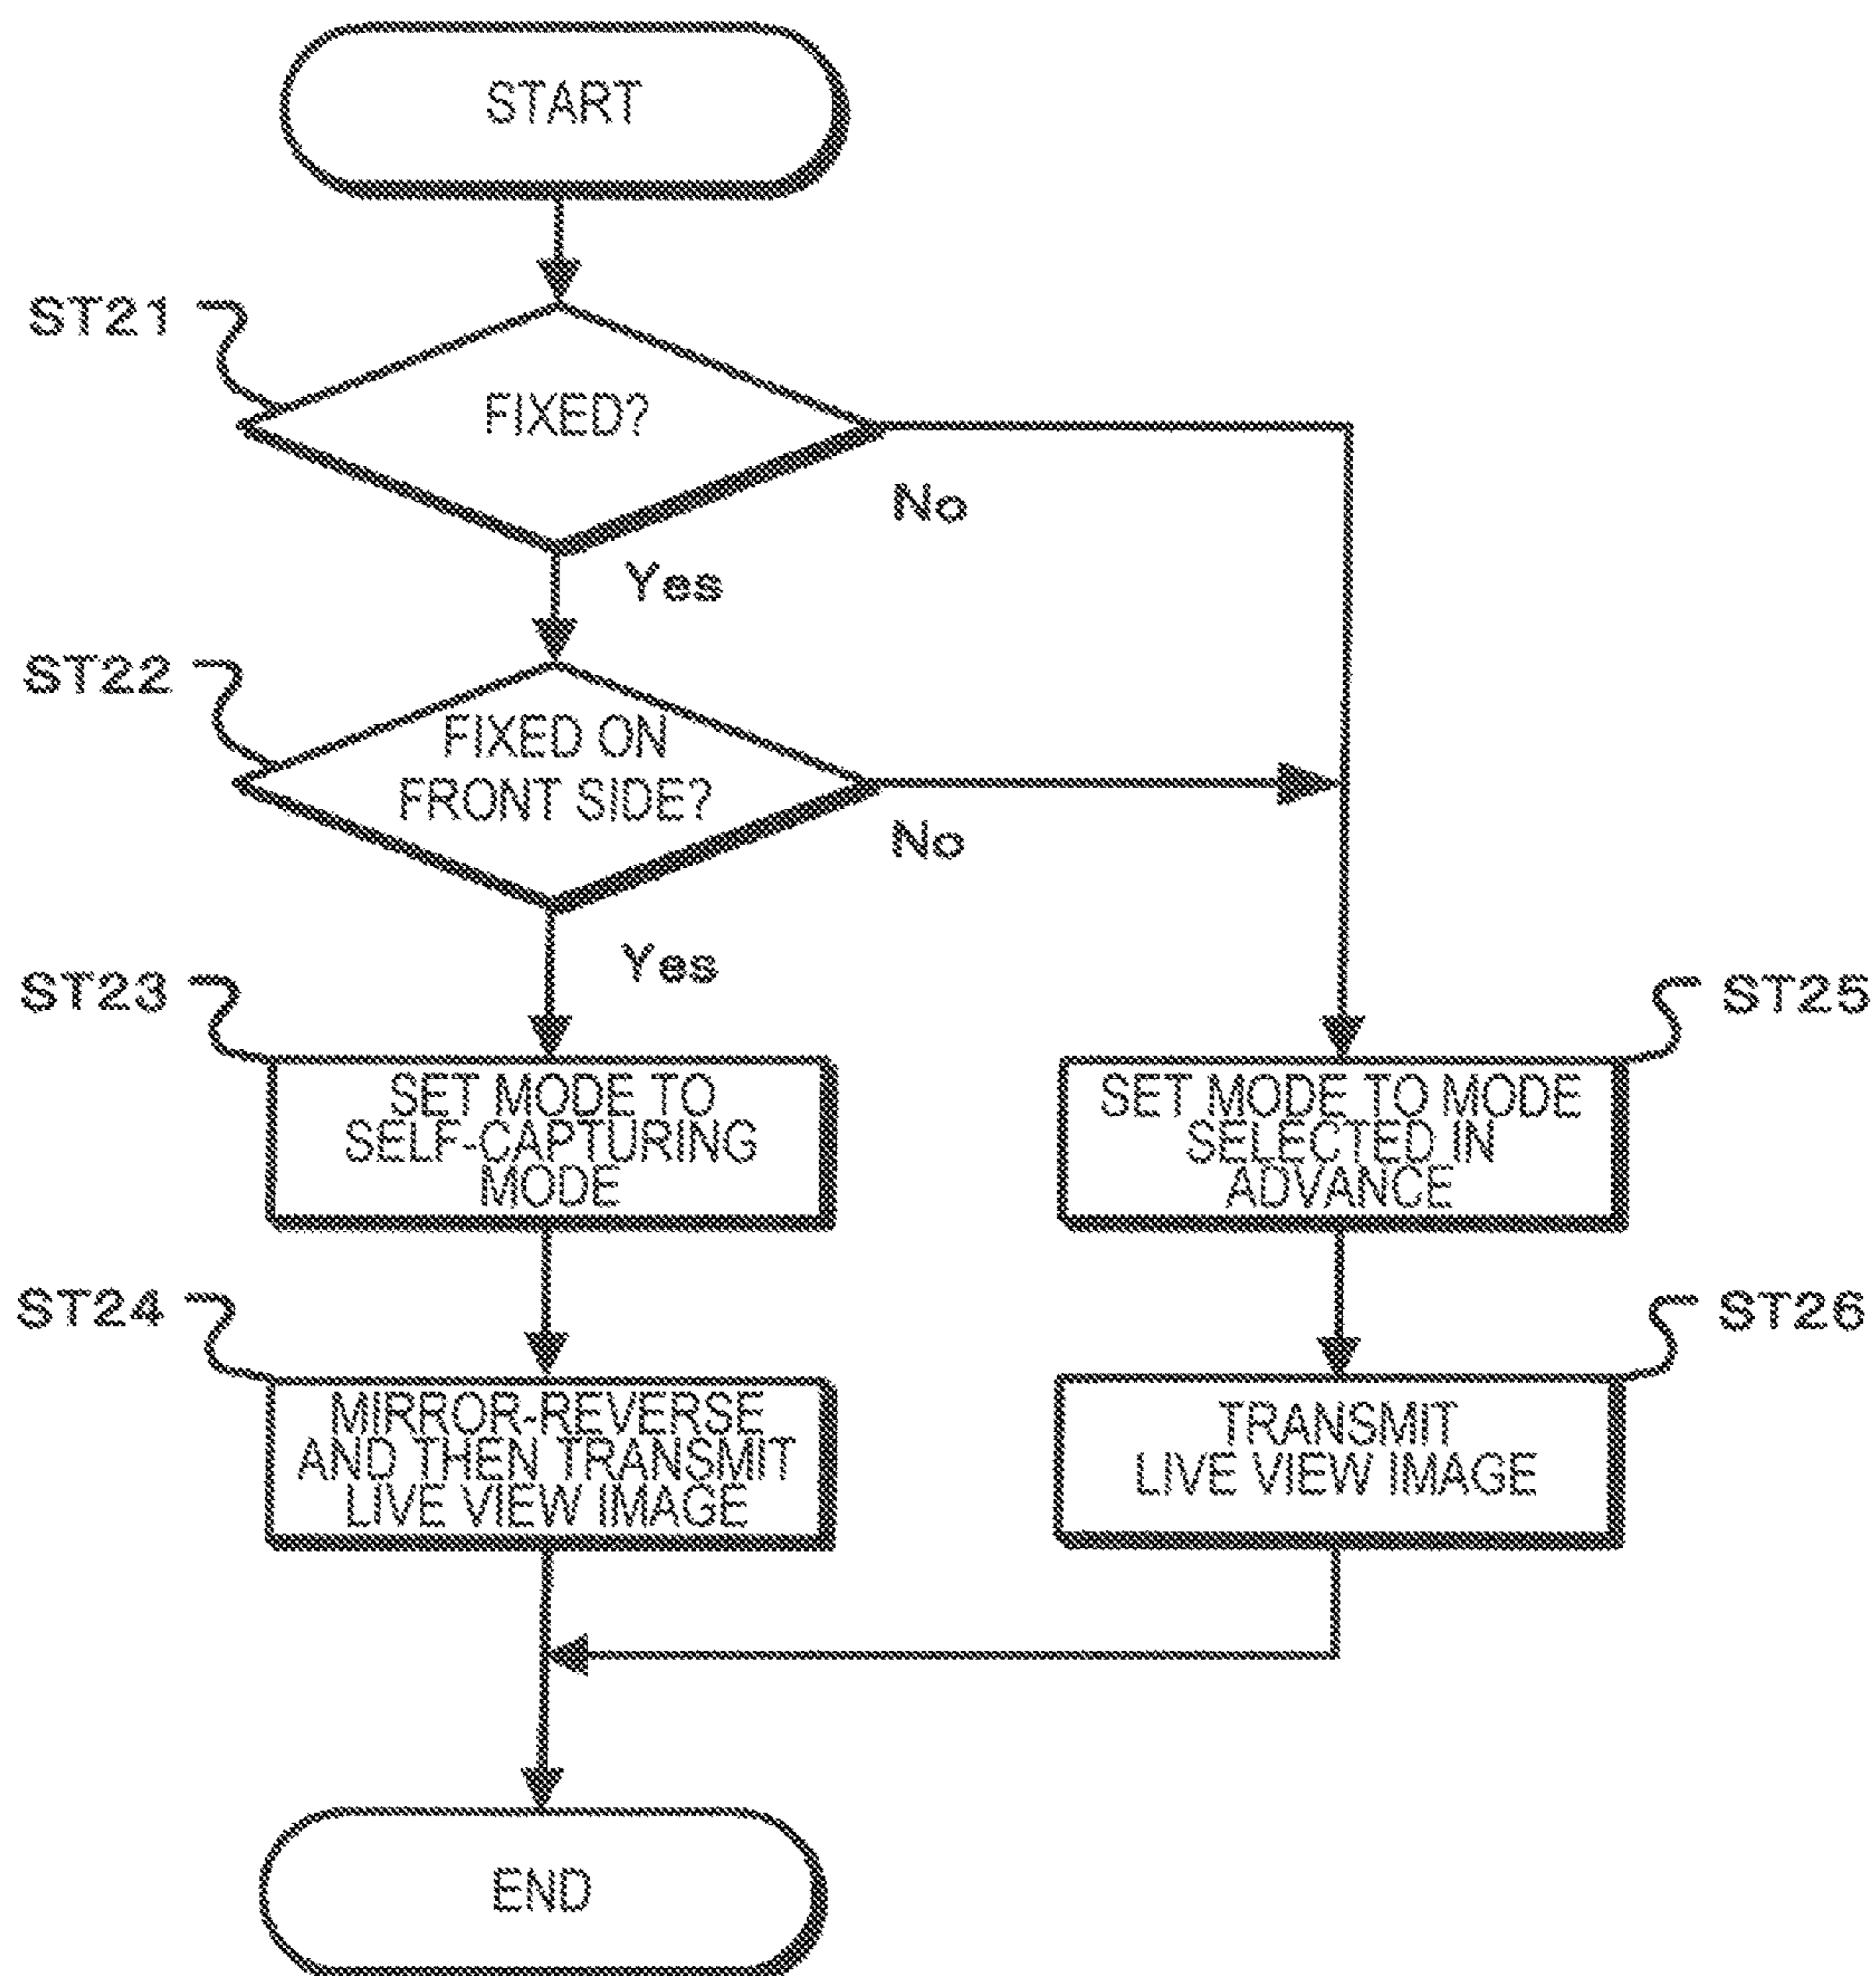 START
ST21
FIXED?
No
Yes
ST22
FIXED ON
FRONT SIDE?
No
Yes
ST23
SET MODE TO
SELF-CAPTURING
MODE
ST25
SET MODE TO MODE
SELECTED IN
ADVANCE
ST24
MIRROR-REVERSE
AND THEN TRANSMIT
LIVE VIEW IMAGE
ST26
TRANSMIT
LIVE VIEW IMAGE
END